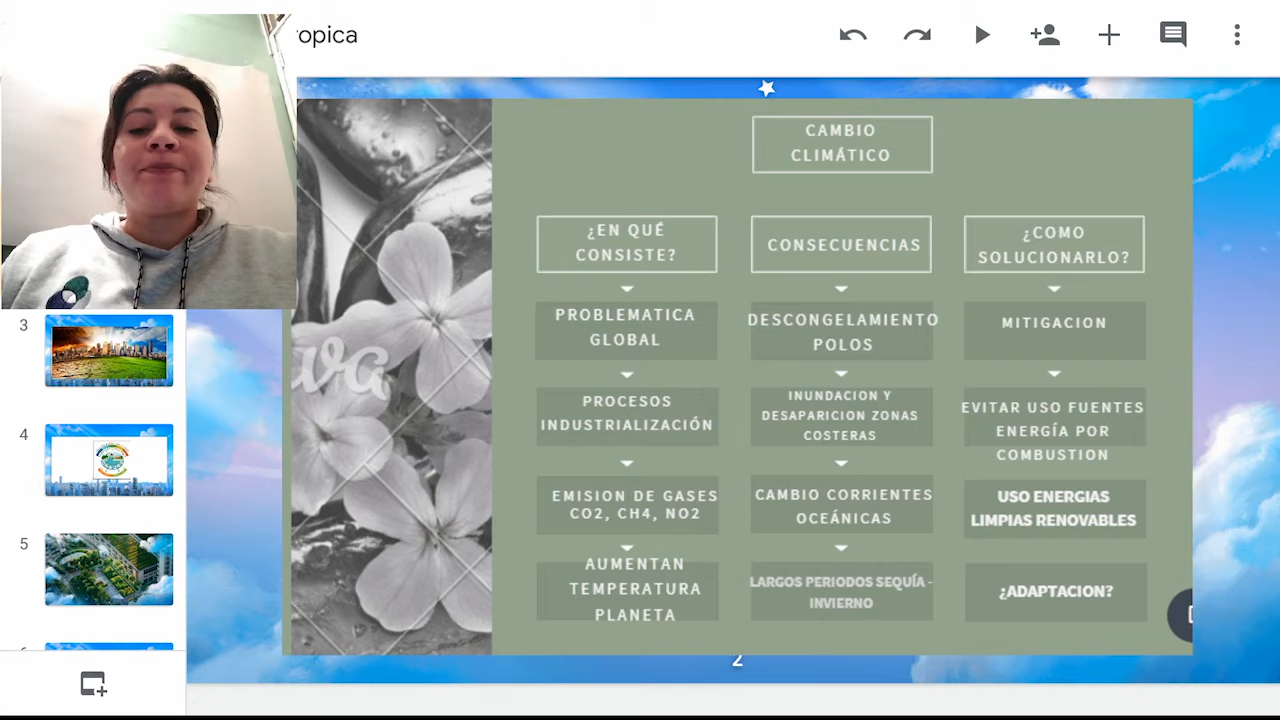 ropica
CAMBIO
CLIMÁTICO
¿EN QUÉ
CONSISTE?
CONSECUENCIAS
¿COMO
SOLUCIONARLO?
PROBLEMATICA
GLOBAL
DESCONGELAMIENTO
POLOS
MITIGACION
PROCESOS
INDUSTRIALIZACIÓN
INUNDACION Y
DESAPARICION ZONAS
COSTERAS
EVITAR USO FUENTES
ENERGÍA POR
COMBUSTION
EMISION DE GASES
CO2, CH4, NO2
CAMBIO CORRIENTES
OCEÁNICAS
USO ENERGIAS
LIMPIAS RENOVABLES
AUMENTAN
TEMPERATURA
PLANETA
LARGOS PERIODOS SEQUÍA -
INVIERNO
¿ADAPTACION?
va
3
4
5
2